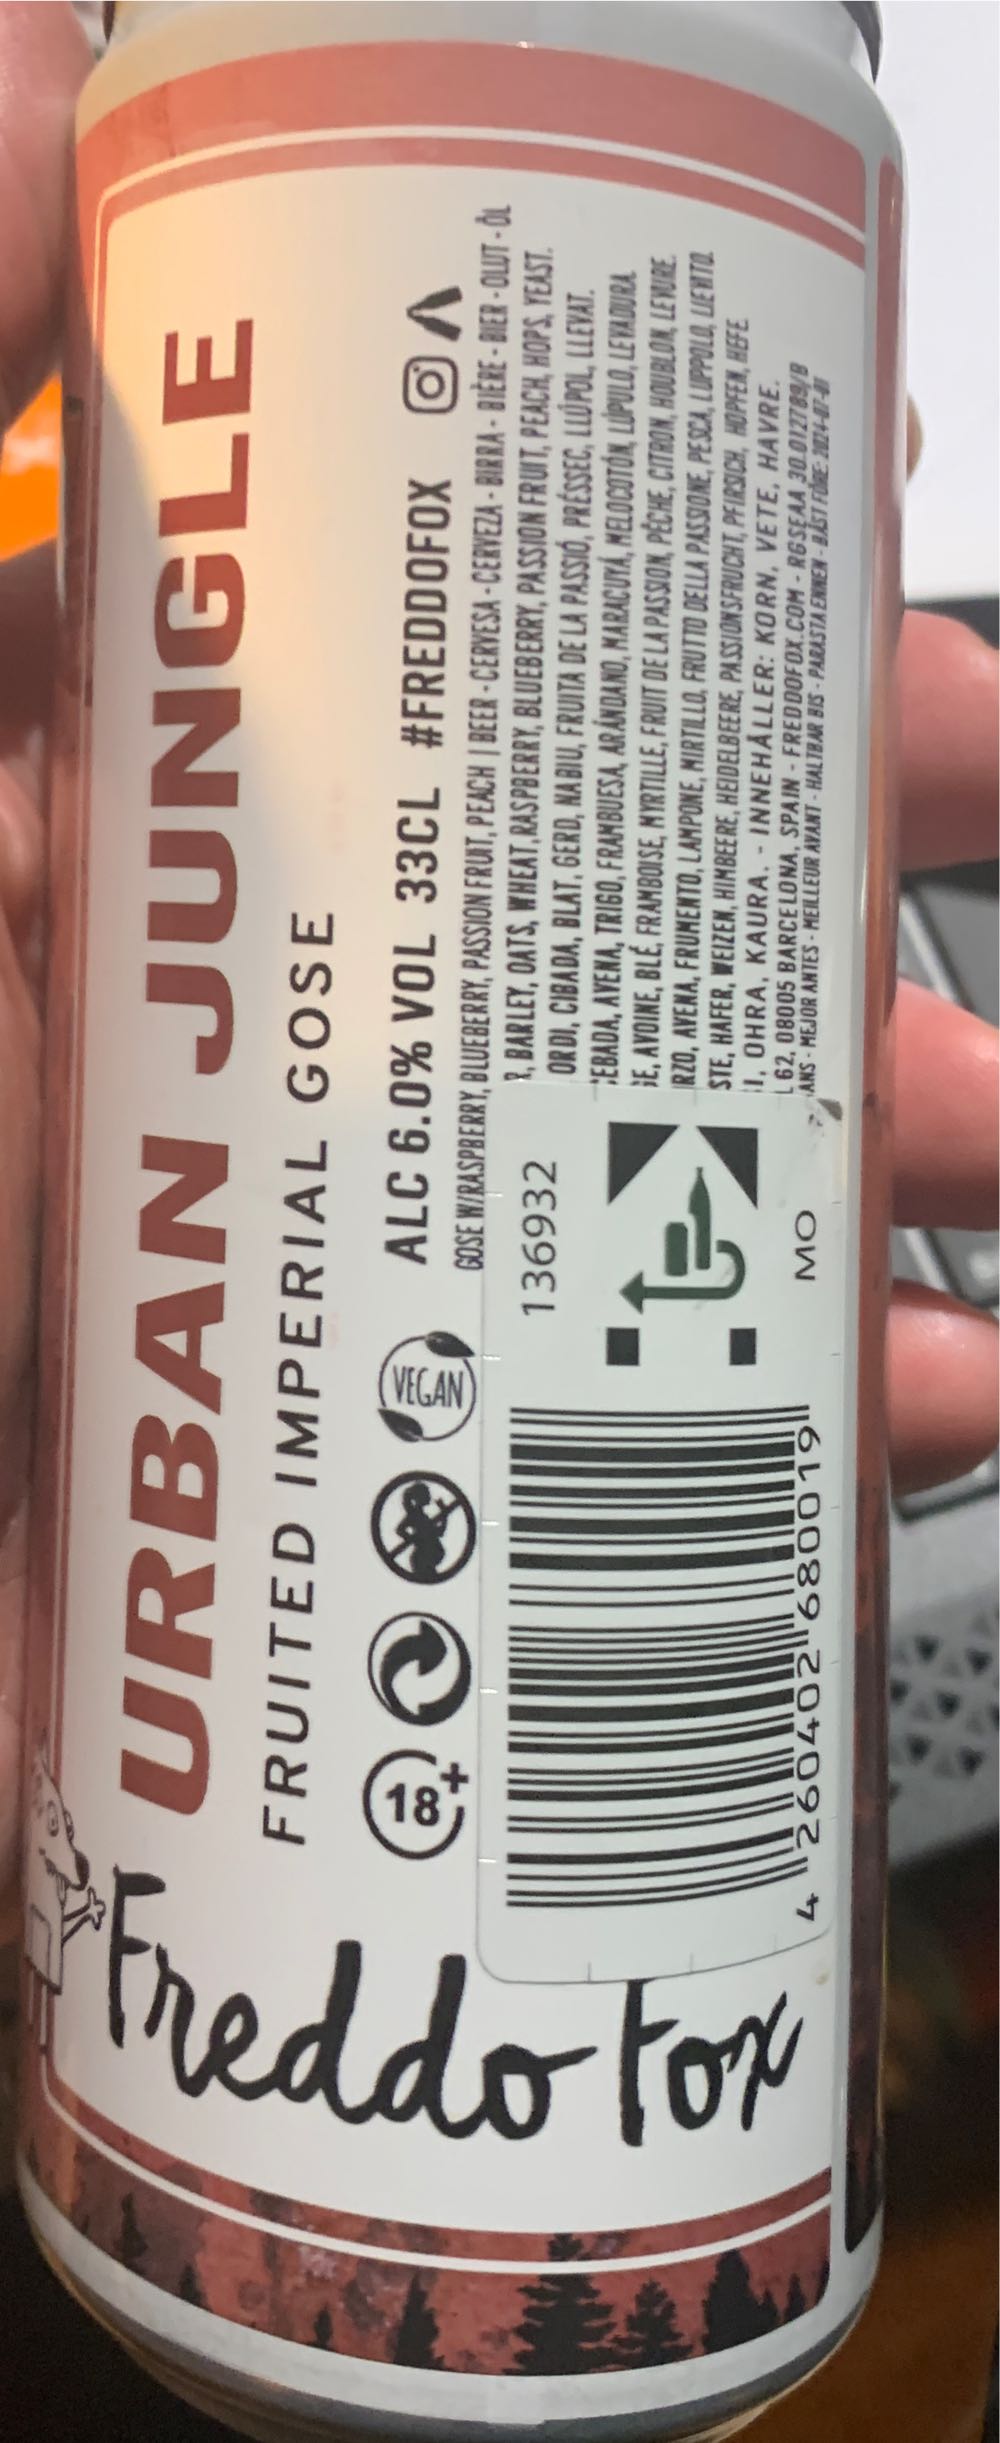 URBAN JUNGLE
FRUITED IMPERIAL GOSE
Freddo Fox
18+
VEGAN
ALC 6.0% VOL 33CL #FREDDOFOX
GOSE W/RASPBERRY, BLUEBERRY, PASSION FRUIT, PEACH | BEER - CERVESA - CERVEZA - BIRRA - BIÈRE - BIER - OLUT - ÖL
R, BARLEY, OATS, WHEAT, RASPBERRY, BLUEBERRY, PASSION FRUIT, PEACH, HOPS, YEAST.
ORDI, CIBADA, BLAT, GERD, NABIU, FRUITA DE LA PASSIÓ, PRÉSSEC, LLÚPOL, LLEVAT.
EBADA, AVENA, TRIGO, FRAMBUESA, ARÁNDANO, MARACUYÁ, MELOCOTÓN, LÚPULO, LEVADURA.
GE, AVOINE, BLÉ, FRAMBOISE, MYRTILLE, FRUIT DE LA PASSION, PÊCHE, CITRON, HOUBLON, LEVURE.
RZO, AVENA, FRUMENTO, LAMPONE, MIRTILLO, FRUTTO DELLA PASSIONE, PESCA, LUPPOLO, LIEVITO.
STE, HAFER, WEIZEN, HIMBEERE, HEIDELBEERE, PASSIONSFRUCHT, PFIRSICH, HOPFEN, HEFE
I, OHRA, KAURA. - INNEHÅLLER: KORN, VETE, HAVRE.
62, 08005 BARCELONA, SPAIN - FREDDOFOX.COM - RGSEAA 30.012789/B
ANS - MEJOR ANTES - MEILLEUR AVANT - HALTBAR BIS - PARASTA ENNEN - BÄST FÖRE: 2024-07-01
136932
MO
4 260402 680019